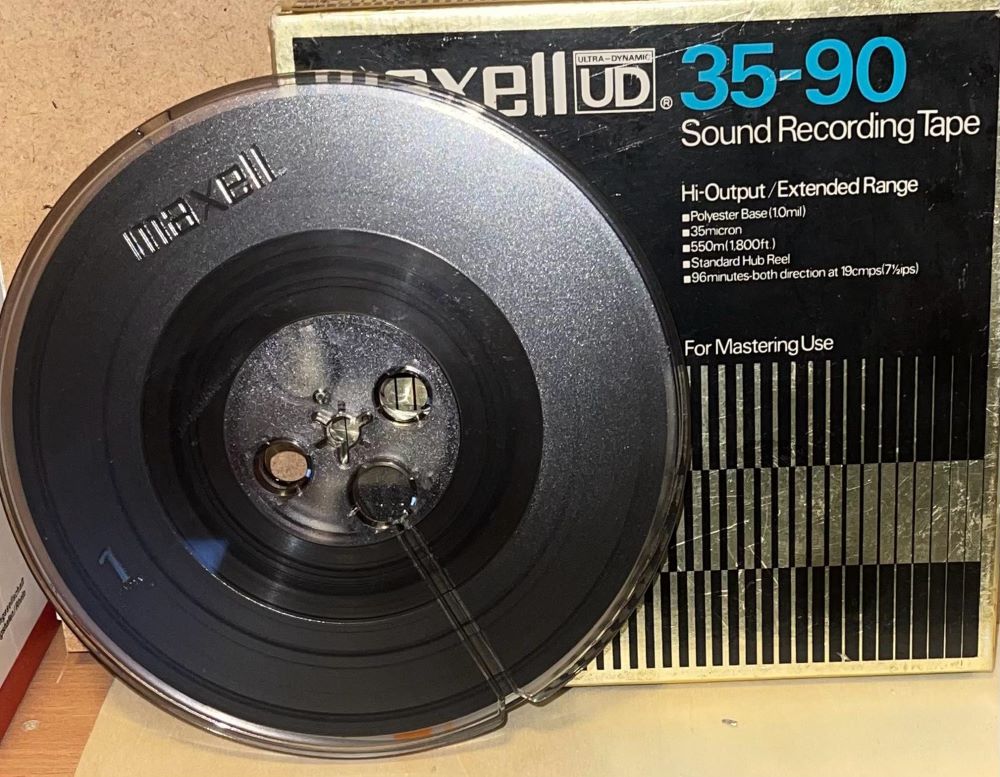 maxell ULTRA-DYNAMIC UD ® 35-90
Sound Recording Tape
Hi-Output/Extended Range
■Polyester Base(1.0mil)
■35micron
■550m(1,800ft.)
■Standard Hub Reel
■96minutes-both direction at 19cmps(7½ips)
For Mastering Use
maxell
1